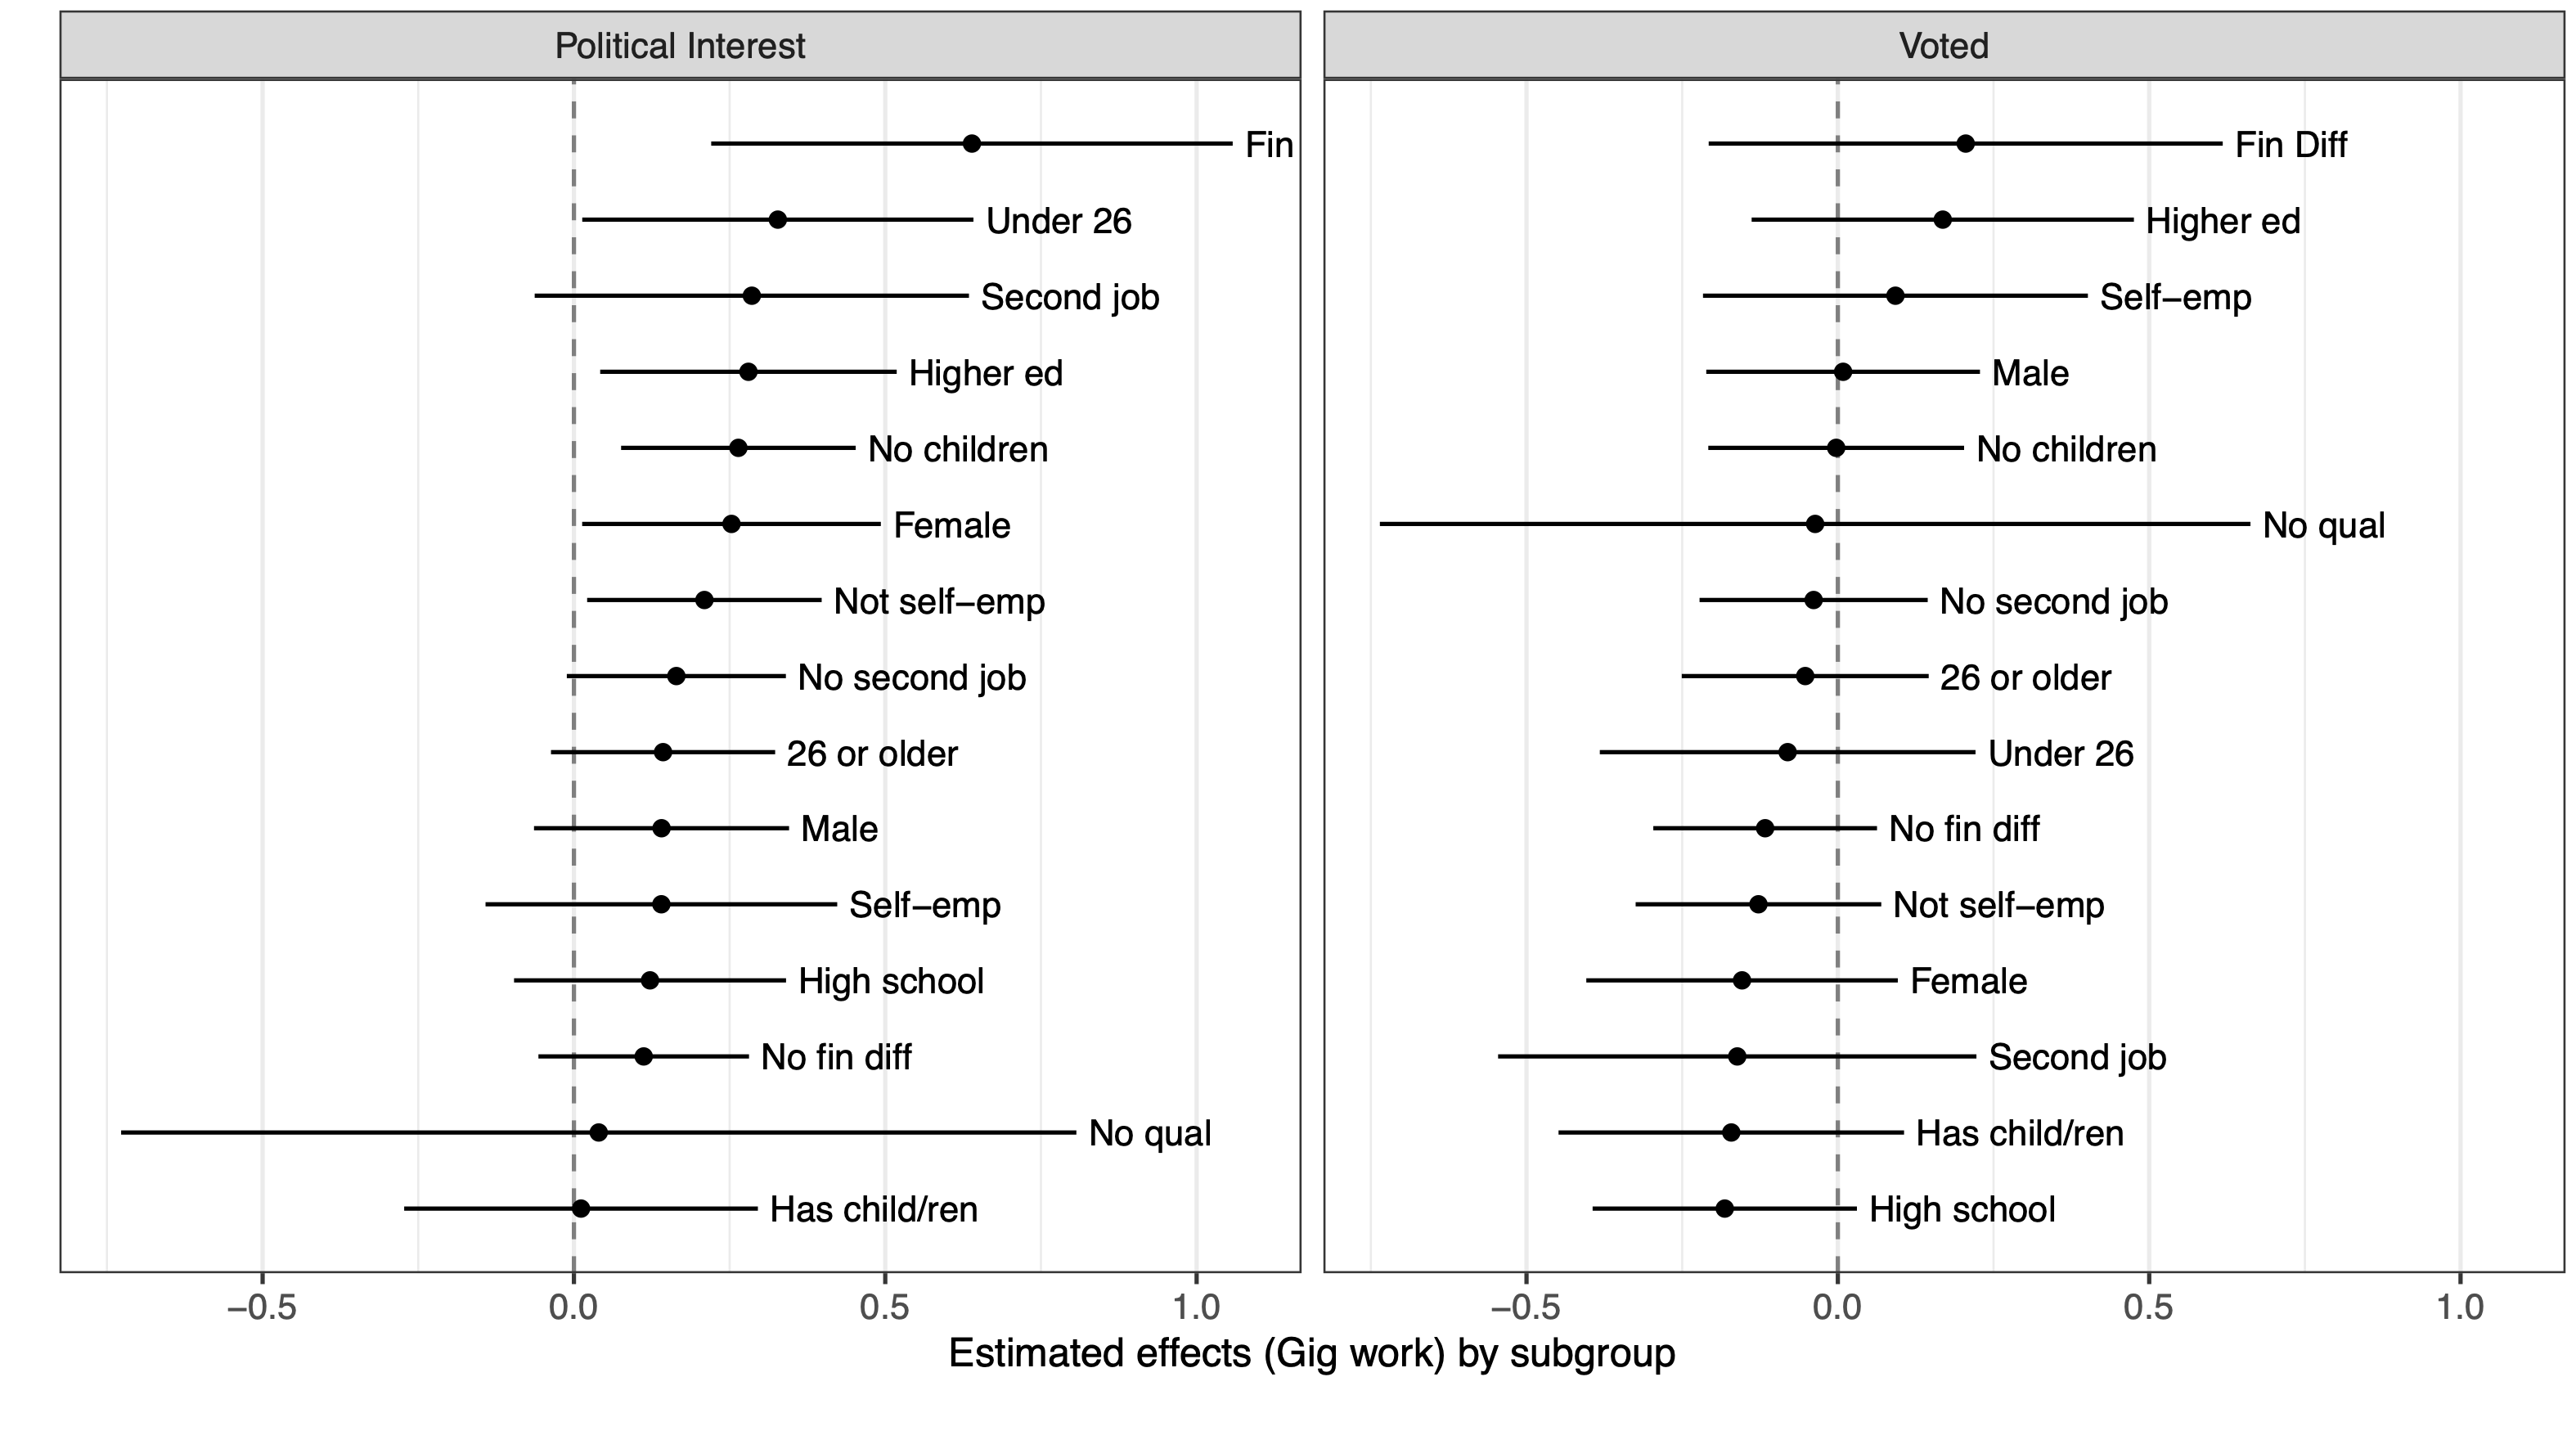 Political Interest
Fin
Under 26
Second job
Higher ed
No children
Female
Not self−emp
No second job
26 or older
Male
Self−emp
High school
No fin diff
No qual
Has child/ren
−0.5 0.0 0.5 1.0
Voted
Fin Diff
Higher ed
Self−emp
Male
No children
No qual
No second job
26 or older
Under 26
No fin diff
Not self−emp
Female
Second job
Has child/ren
High school
−0.5 0.0 0.5 1.0
Estimated effects (Gig work) by subgroup